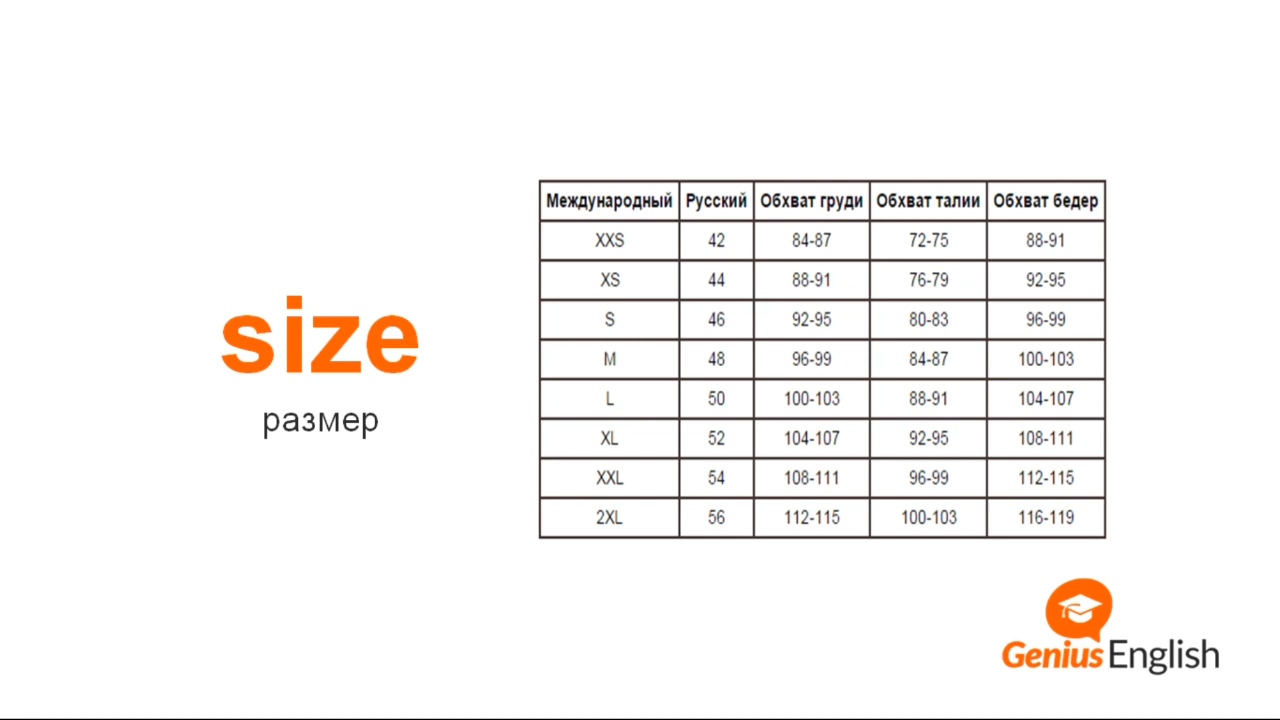 size
размер
Международный Русский Обхват груди Обхват талии Обхват бедер
XXS 42 84-87 72-75 88-91
XS 44 88-91 76-79 92-95
S 46 92-95 80-83 96-99
M 48 96-99 84-87 100-103
L 50 100-103 88-91 104-107
XL 52 104-107 92-95 108-111
XXL 54 108-111 96-99 112-115
2XL 56 112-115 100-103 116-119
Genius English